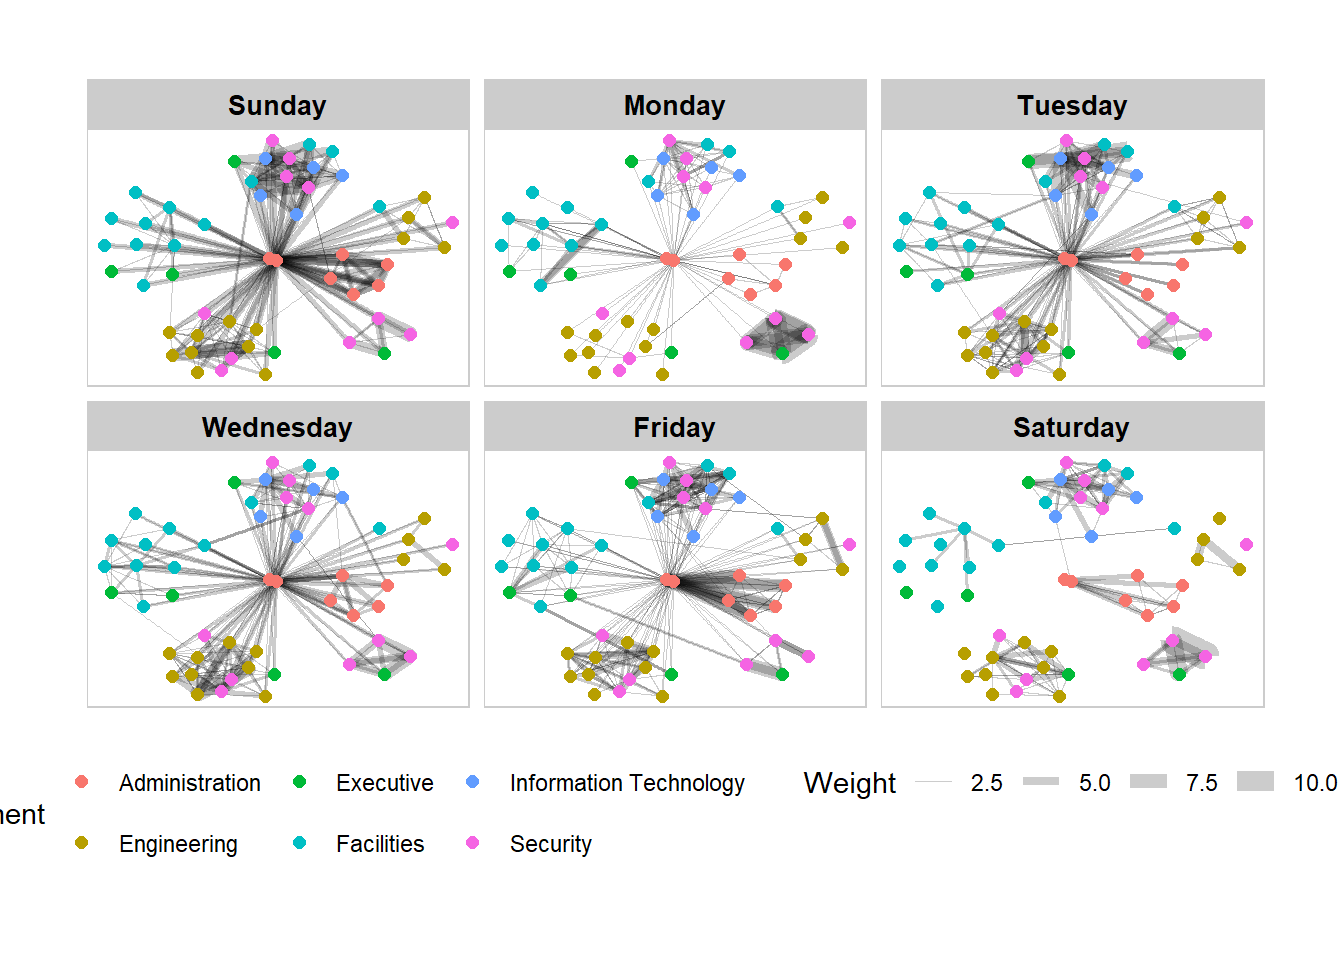 Sunday
Monday
Tuesday
Wednesday
Friday
Saturday
Administration Executive Information Technology Weight 2.5 5.0 7.5 10.0
Engineering Facilities Security